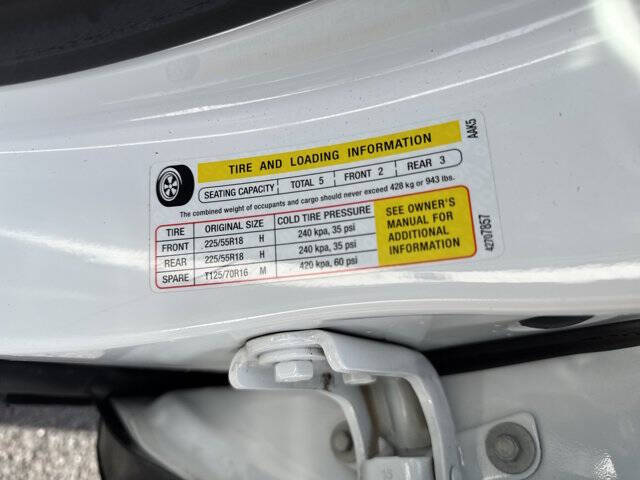 TIRE AND LOADING INFORMATION
SEATING CAPACITY TOTAL 5 FRONT 2 REAR 3
The combined weight of occupants and cargo should never exceed 428 kg or 943 lbs.
TIRE ORIGINAL SIZE COLD TIRE PRESSURE
FRONT 225/55R18 H 240 kpa, 35 psi
REAR 225/55R18 H 240 kpa, 35 psi
SPARE T125/70R16 M 420 kpa, 60 psi
SEE OWNER'S
MANUAL FOR
ADDITIONAL
INFORMATION
AAK5
42707857